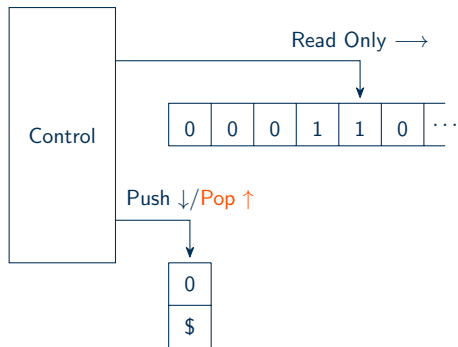 Read Only ⟶
Control
0 0 0 1 1 0 ⋯
Push ↓/Pop ↑
0
$